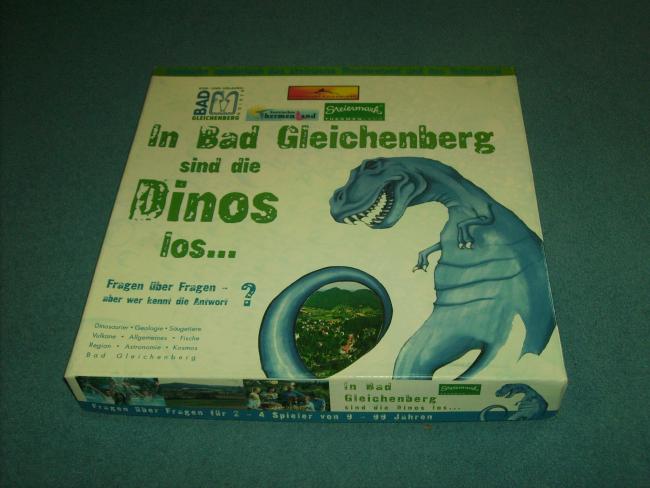 BAD
GLEICHENBERG
Thermenland
Steiermark
THERMEN
In Bad Gleichenberg
sind die
Dinos
los...
Fragen über Fragen -
aber wer kennt die Antwort ?
Dinosaurier • Geologie • Säugetiere
Vulkane • Allgemeines • Fische
Region • Astronomie • Kosmos
Bad Gleichenberg
In Bad
Gleichenberg
sind die Dinos los...
Steiermark
Fragen über Fragen für 2 - 4 Spieler von 9 - 99 Jahren